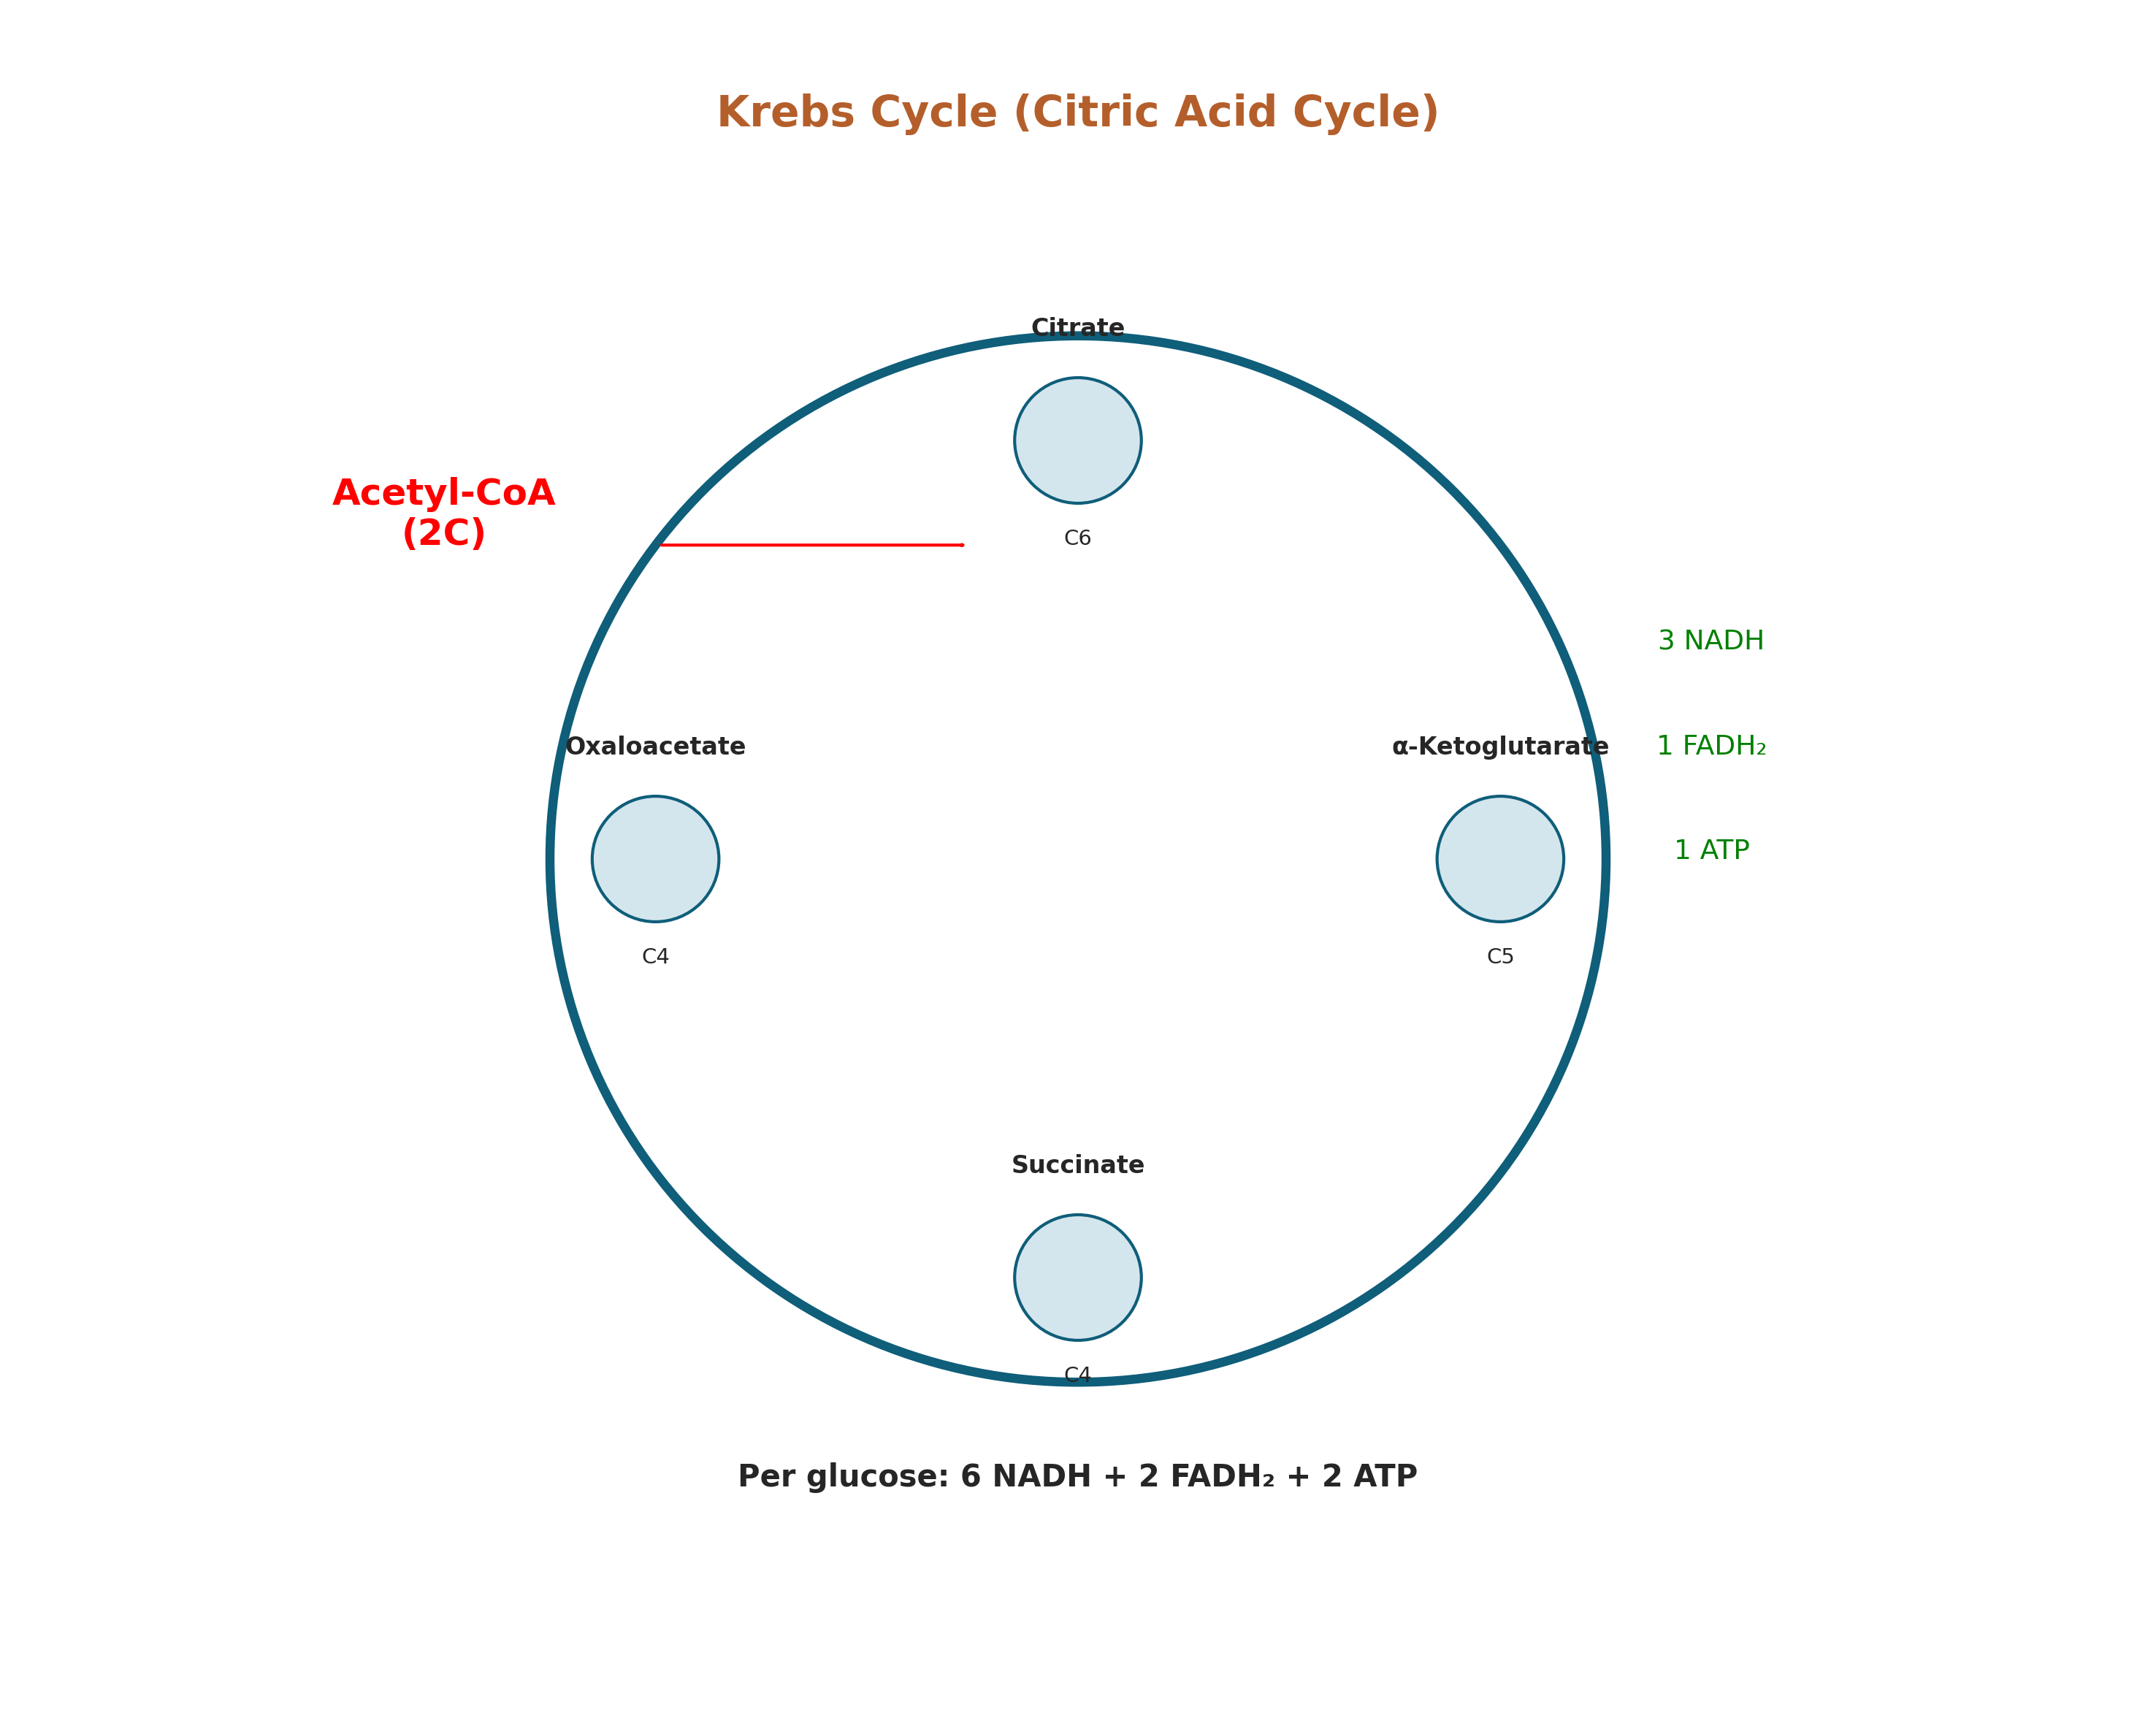 Krebs Cycle (Citric Acid Cycle)
Citrate
C6
Acetyl-CoA
(2C)
3 NADH
Oxaloacetate
α-Ketoglutarate
1 FADH₂
1 ATP
C4
C5
Succinate
C4
Per glucose: 6 NADH + 2 FADH₂ + 2 ATP